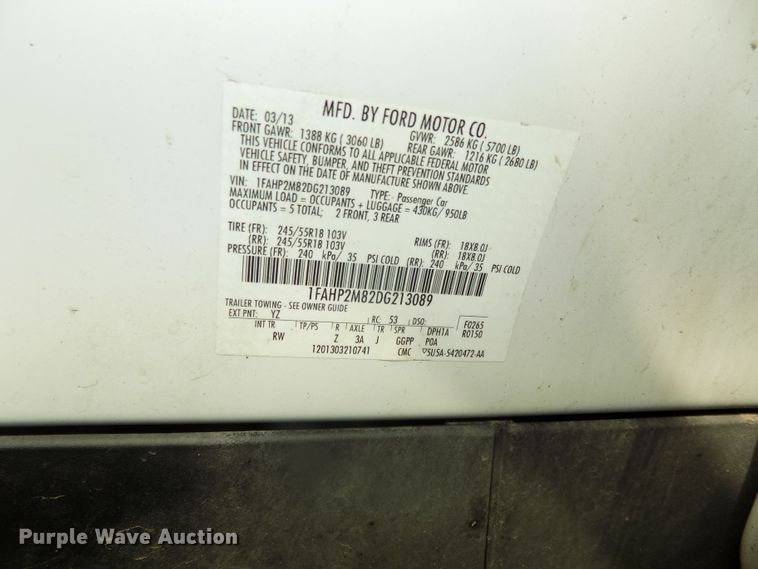 MFD. BY FORD MOTOR CO.
DATE: 03/13 GVWR: 2586 KG ( 5700 LB)
FRONT GAWR: 1388 KG ( 3060 LB) REAR GAWR: 1216 KG ( 2680 LB)
THIS VEHICLE CONFORMS TO ALL APPLICABLE FEDERAL MOTOR
VEHICLE SAFETY, BUMPER, AND THEFT PREVENTION STANDARDS
IN EFFECT ON THE DATE OF MANUFACTURE SHOWN ABOVE.
VIN: 1FAHP2M82DG213089 TYPE: Passenger Car
MAXIMUM LOAD = OCCUPANTS + LUGGAGE = 430KG/ 950LB
OCCUPANTS = 5 TOTAL; 2 FRONT, 3 REAR
TIRE (FR): 245/55R18 103V RIMS (FR): 18X8.0J
(RR): 245/55R18 103V (RR): 18X8.0J
PRESSURE (FR): 240 kPa/ 35 PSI COLD (RR): 240 kPa/ 35 PSI COLD
1FAHP2M82DG213089
TRAILER TOWING - SEE OWNER GUIDE
EXT PNT: YZ RC: 53 DSO: F0265
INT TR TP/PS R AXLE TR SPR DPH1A R0150
RW Z 3A J GGPP PQA
1201303210741 CMC 5U5A-5420472-AA
Purple Wave Auction